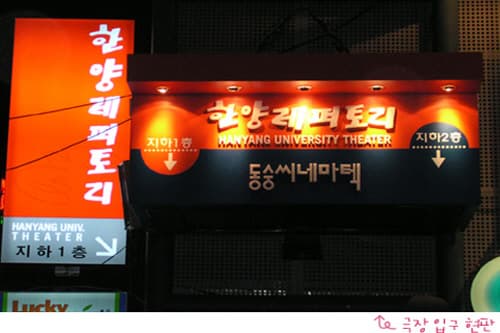 한양레퍼토리
HANYANG UNIV.
THEATER
지하 1 층
Lucky
한양레퍼토리
HANYANG UNIVERSITY THEATER
지하1층
지하2층
동숭씨네마텍
극장 입구 현판